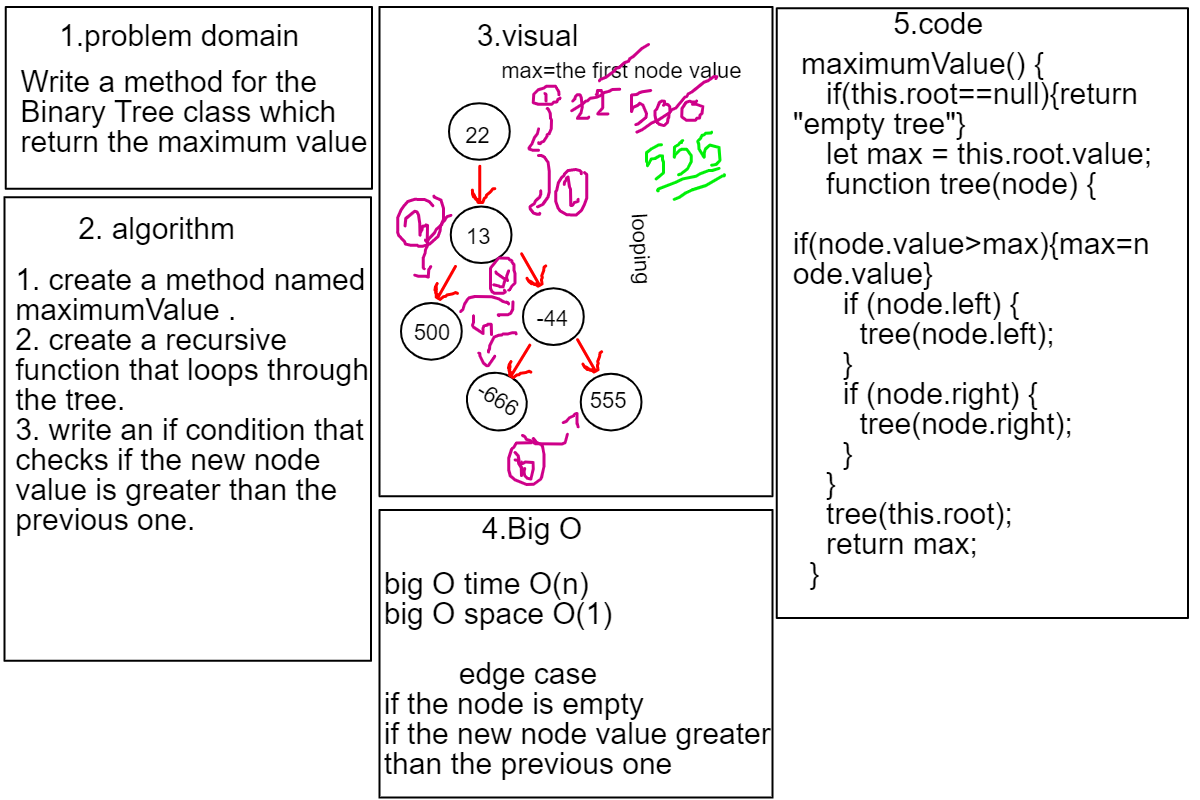 1.problem domain
Write a method for the
Binary Tree class which
return the maximum value
2. algorithm
1. create a method named
maximumValue .
2. create a recursive
function that loops through
the tree.
3. write an if condition that
checks if the new node
value is greater than the
previous one.
3.visual
max=the first node value
1 22 500
555
22
2
3
13
looping
4
500
5
-44
-666
555
6
4.Big O
big O time O(n)
big O space O(1)
edge case
if the node is empty
if the new node value greater
than the previous one
5.code
maximumValue() {
if(this.root==null){return
"empty tree"}
let max = this.root.value;
function tree(node) {
if(node.value>max){max=n
ode.value}
if (node.left) {
tree(node.left);
}
if (node.right) {
tree(node.right);
}
}
tree(this.root);
return max;
}